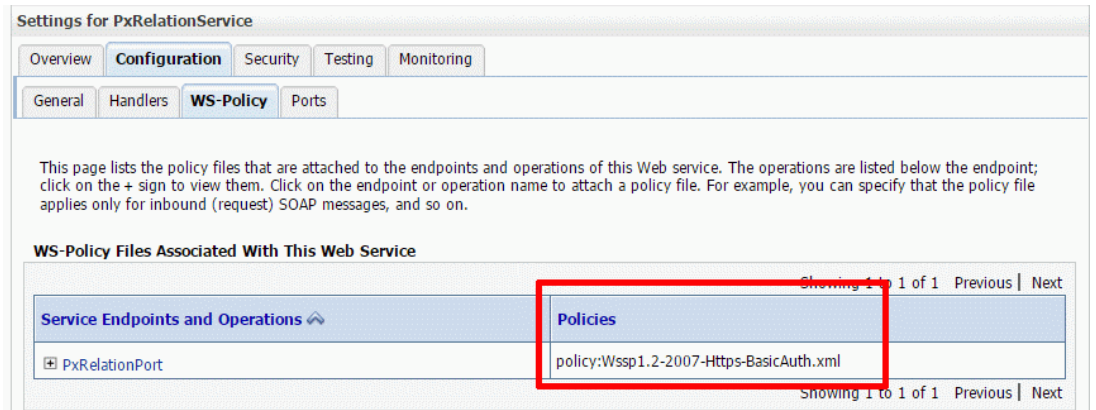 Settings for PxRelationService
Overview Configuration Security Testing Monitoring
General Handlers WS-Policy Ports
This page lists the policy files that are attached to the endpoints and operations of this Web service. The operations are listed below the endpoint;
click on the + sign to view them. Click on the endpoint or operation name to attach a policy file. For example, you can specify that the policy file
applies only for inbound (request) SOAP messages, and so on.
WS-Policy Files Associated With This Web Service
Showing 1 to 1 of 1 Previous | Next
Service Endpoints and Operations Policies
PxRelationPort policy:Wssp1.2-2007-Https-BasicAuth.xml
Showing 1 to 1 of 1 Previous | Next